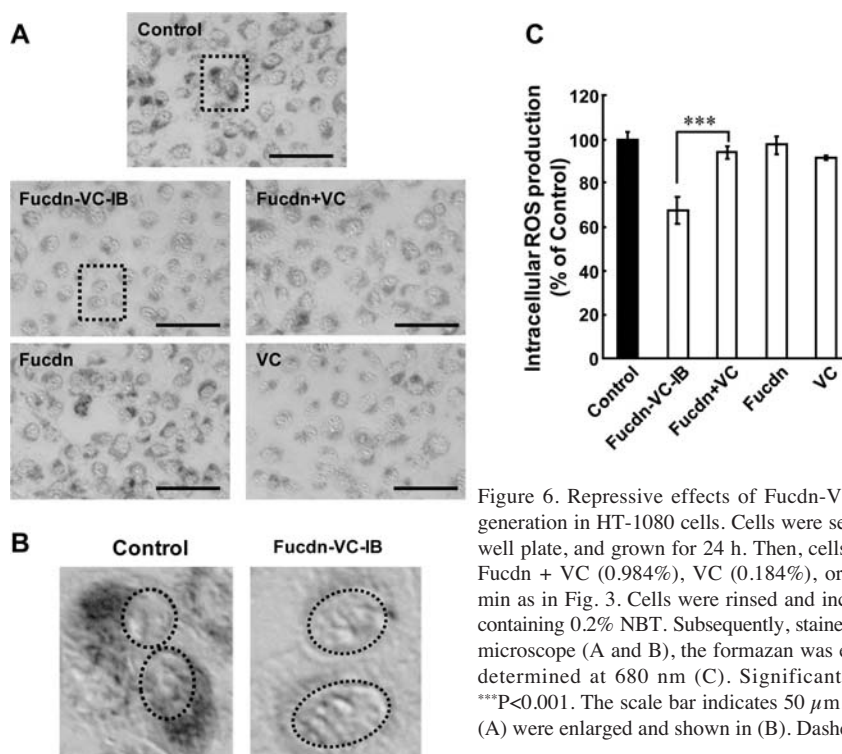 A
Control
Fucdn-VC-IB
Fucdn+VC
Fucdn
VC
B
Control
Fucdn-VC-IB
C
Intracellular ROS production
(% of Control)
120
100
80
60
40
20
0
***
Control
Fucdn-VC-IB
Fucdn+VC
Fucdn
VC
Figure 6. Repressive effects of Fucdn-V
generation in HT-1080 cells. Cells were se
well plate, and grown for 24 h. Then, cells
Fucdn + VC (0.984%), VC (0.184%), or
min as in Fig. 3. Cells were rinsed and inc
containing 0.2% NBT. Subsequently, staine
microscope (A and B), the formazan was
determined at 680 nm (C). Significant
***P<0.001. The scale bar indicates 50 µm
(A) were enlarged and shown in (B). Dashe